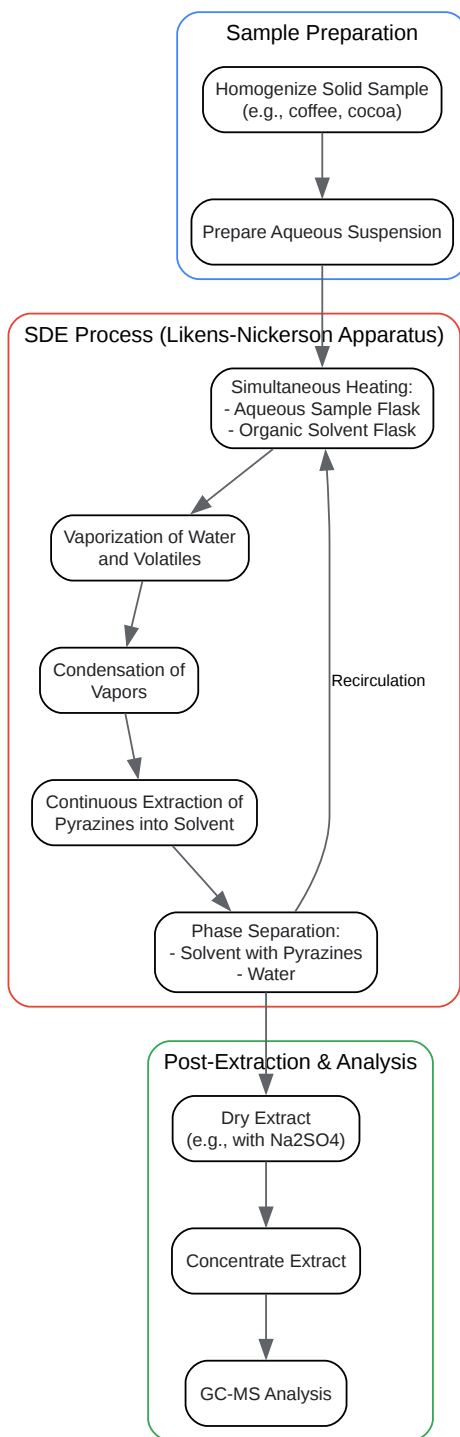 Sample Preparation
Homogenize Solid Sample
(e.g., coffee, cocoa)
Prepare Aqueous Suspension
SDE Process (Likens-Nickerson Apparatus)
Simultaneous Heating:
- Aqueous Sample Flask
- Organic Solvent Flask
Vaporization of Water
and Volatiles
Condensation of
Vapors
Recirculation
Continuous Extraction of
Pyrazines into Solvent
Phase Separation:
- Solvent with Pyrazines
- Water
Post-Extraction & Analysis
Dry Extract
(e.g., with Na2SO4)
Concentrate Extract
GC-MS Analysis